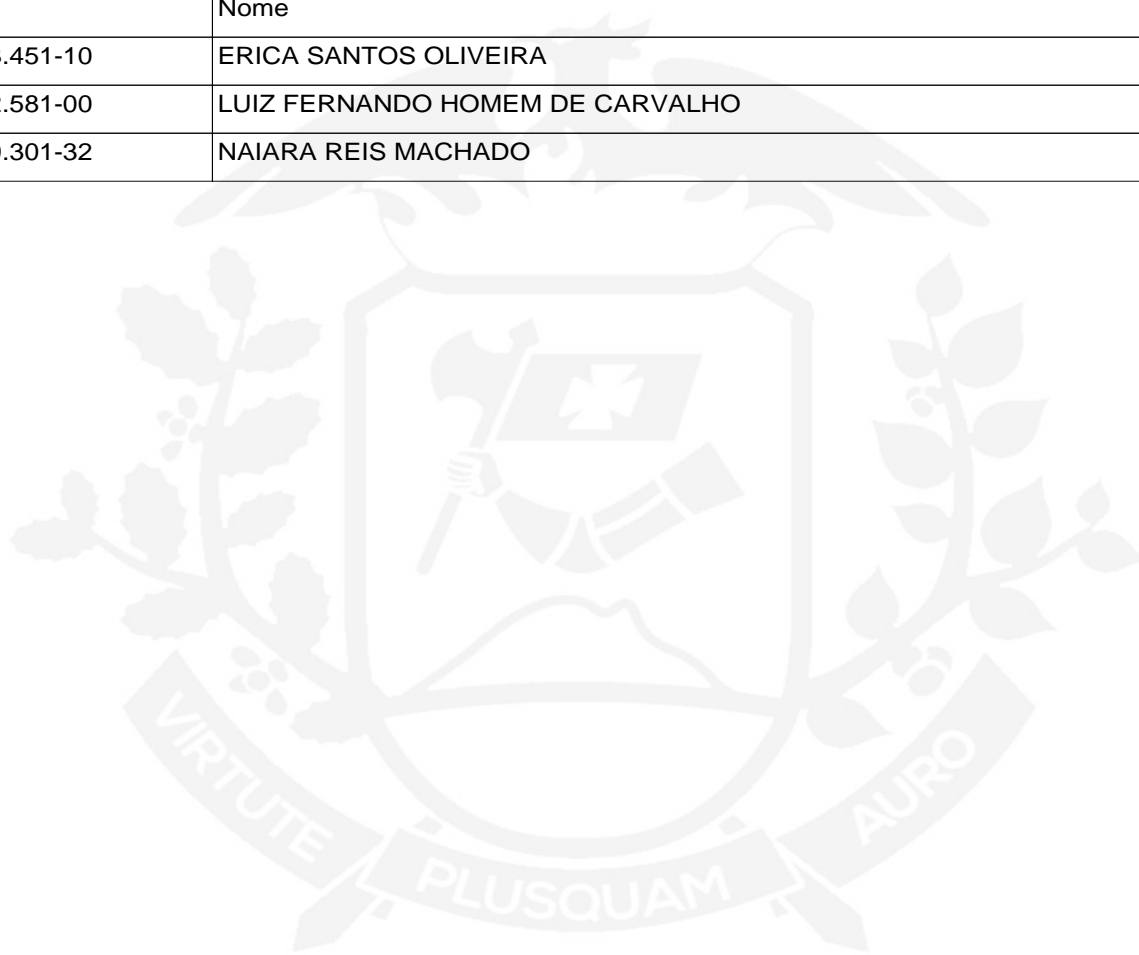 Nome
.451-10 ERICA SANTOS OLIVEIRA
.581-00 LUIZ FERNANDO HOMEM DE CARVALHO
.301-32 NAIARA REIS MACHADO
VIRTUTE PLUSQUAM AURO